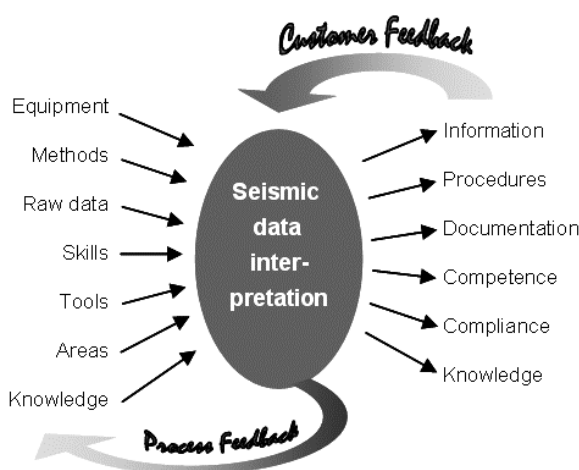 Customer Feedback
Equipment
Methods
Raw data
Skills
Tools
Areas
Knowledge
Seismic
data
inter-
pretation
Information
Procedures
Documentation
Competence
Compliance
Knowledge
Process Feedback